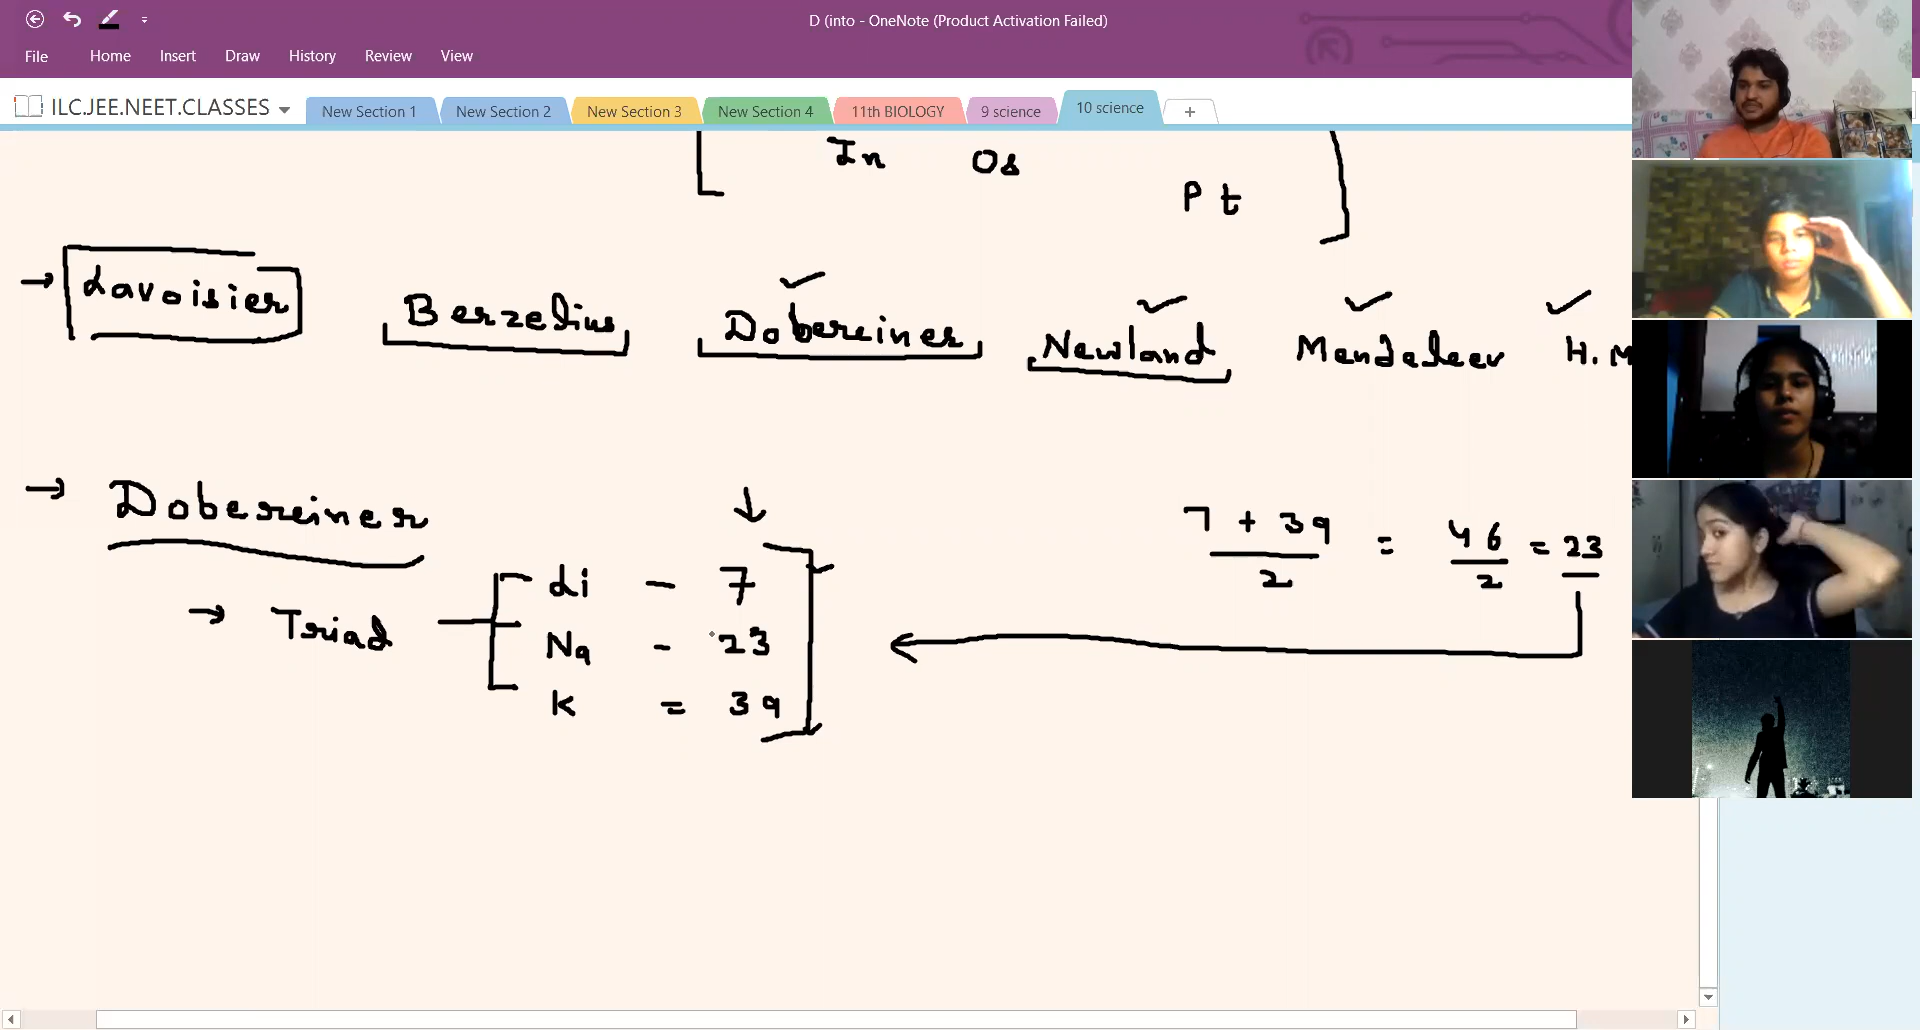 D (into - OneNote (Product Activation Failed)
File Home Insert Draw History Review View
ILC.JEE.NEET.CLASSES New Section 1 New Section 2 New Section 3 New Section 4 11th BIOLOGY 9 science 10 science +
In Os
Pt
→ Lavoisier Berzelius Dobereiner Newland Mendeleev H.M
→ Dobereiner
→ Triad
Li - 7
Na - 23
K = 39
7 + 39 / 2 = 46 / 2 = 23